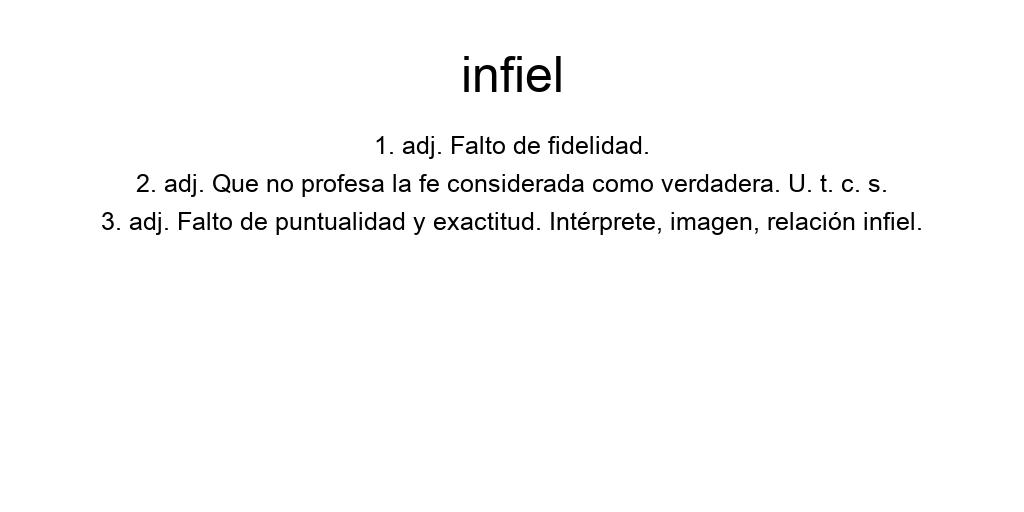 infiel
1. adj. Falto de fidelidad.
2. adj. Que no profesa la fe considerada como verdadera. U. t. c. s.
3. adj. Falto de puntualidad y exactitud. Intérprete, imagen, relación infiel.